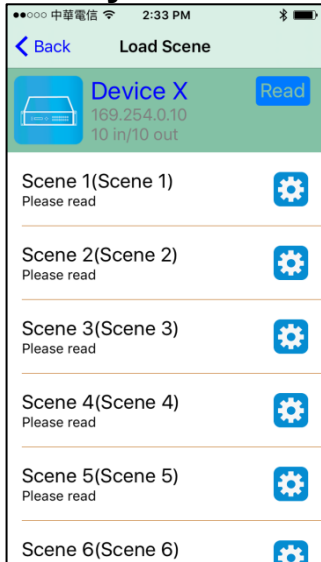 中華電信 2:33 PM
Back Load Scene
Device X
Read
169.254.0.10
10 in/10 out
Scene 1(Scene 1)
Please read
Scene 2(Scene 2)
Please read
Scene 3(Scene 3)
Please read
Scene 4(Scene 4)
Please read
Scene 5(Scene 5)
Please read
Scene 6(Scene 6)